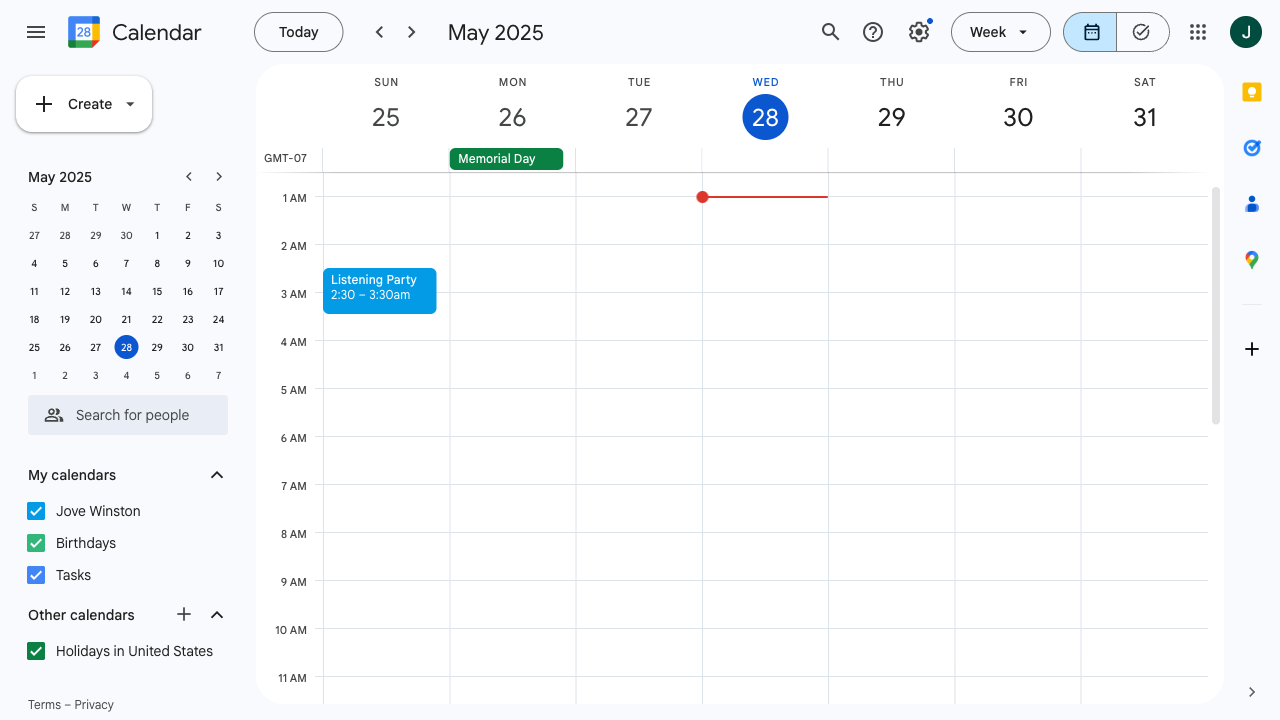 28
Calendar
Today
May 2025
Week
J
Create
May 2025
S M T W T F S
27 28 29 30 1 2 3
4 5 6 7 8 9 10
11 12 13 14 15 16 17
18 19 20 21 22 23 24
25 26 27 28 29 30 31
1 2 3 4 5 6 7
Search for people
My calendars
Jove Winston
Birthdays
Tasks
Other calendars
Holidays in United States
Terms – Privacy
SUN MON TUE WED THU FRI SAT
25 26 27 28 29 30 31
GMT-07
Memorial Day
1 AM
2 AM
Listening Party
2:30 – 3:30am
3 AM
4 AM
5 AM
6 AM
7 AM
8 AM
9 AM
10 AM
11 AM